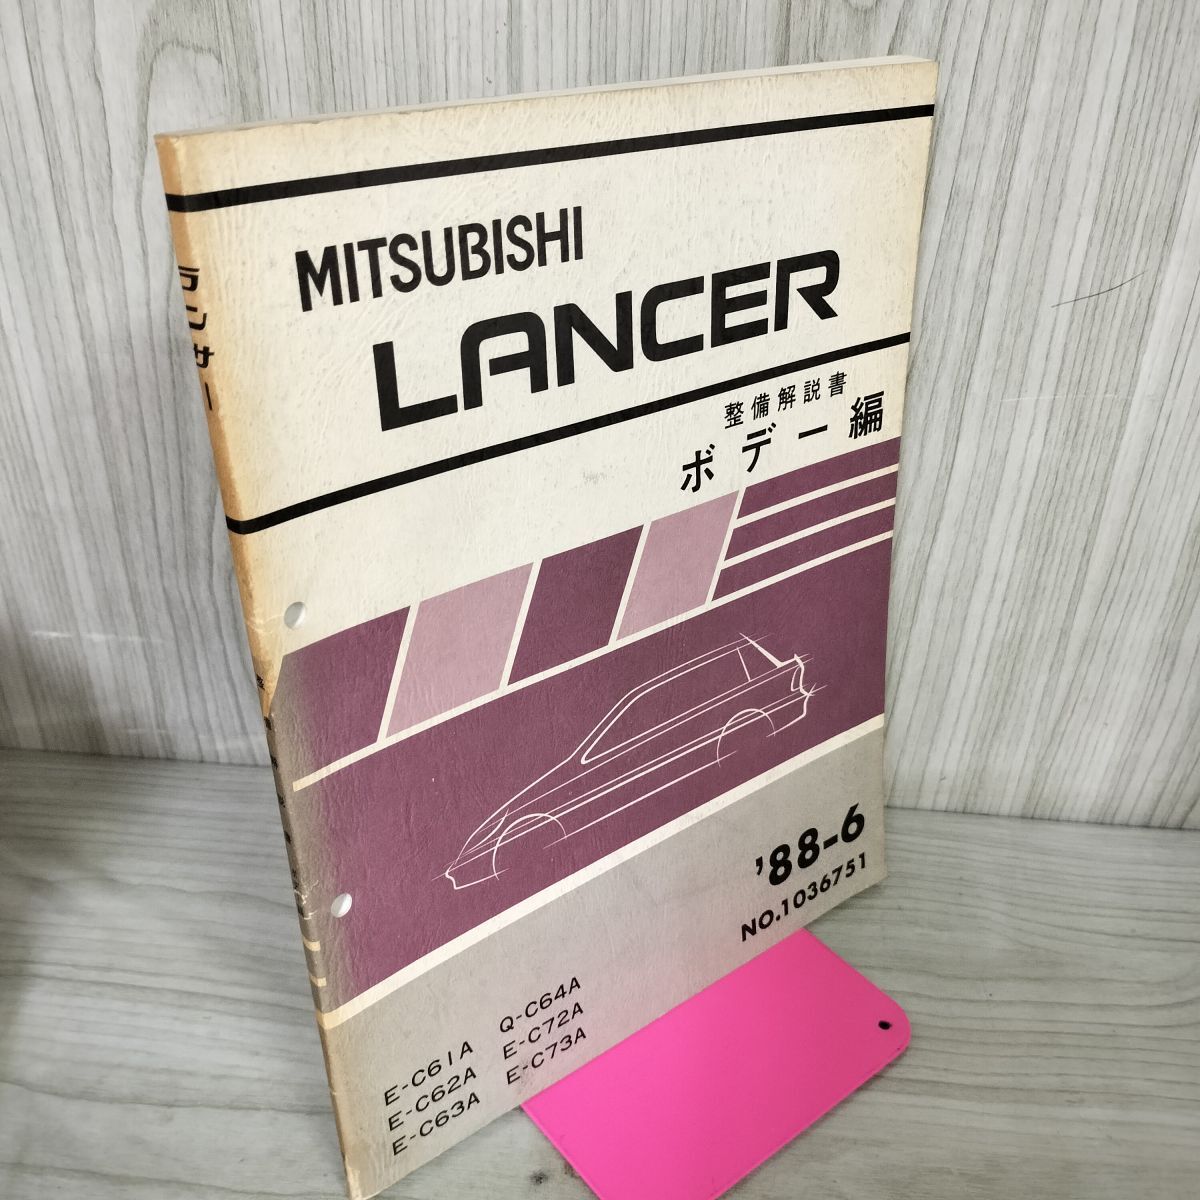 MITSUBISHI
LANCER
整備解説書
ボデー編
'88-6
NO.1036751
E-C61A
E-C62A
E-C63A
Q-C64A
E-C72A
E-C73A
ランサー